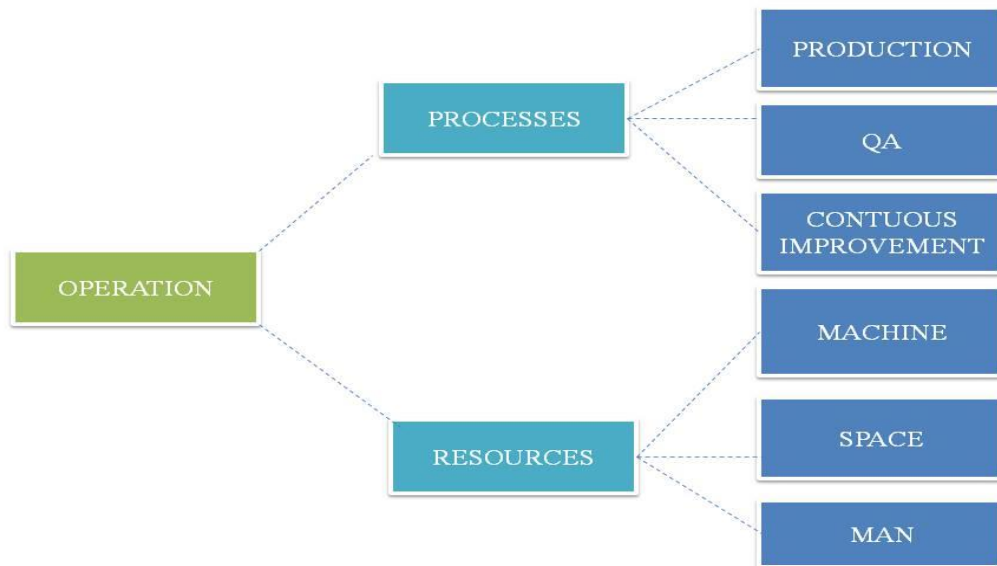 PRODUCTION
PROCESSES
QA
CONTUOUS
IMPROVEMENT
OPERATION
MACHINE
SPACE
RESOURCES
MAN